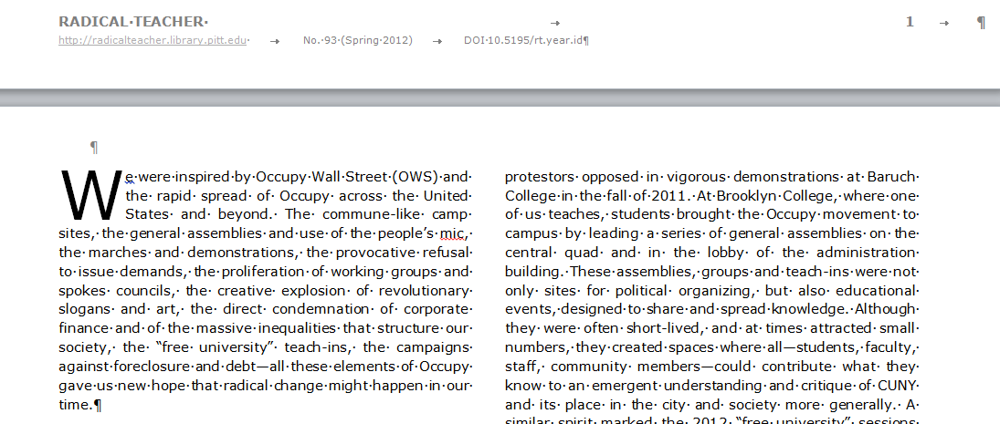 RADICAL TEACHER 1
http://radicalteacher.library.pitt.edu No. 93 (Spring 2012) DOI 10.5195/rt.year.id
We were inspired by Occupy Wall Street (OWS) and
the rapid spread of Occupy across the United
States and beyond. The commune-like camp
sites, the general assemblies and use of the people’s mic,
the marches and demonstrations, the provocative refusal
to issue demands, the proliferation of working groups and
spokes councils, the creative explosion of revolutionary
slogans and art, the direct condemnation of corporate
finance and of the massive inequalities that structure our
society, the “free university” teach-ins, the campaigns
against foreclosure and debt—all these elements of Occupy
gave us new hope that radical change might happen in our
time.
protestors opposed in vigorous demonstrations at Baruch
College in the fall of 2011. At Brooklyn College, where one
of us teaches, students brought the Occupy movement to
campus by leading a series of general assemblies on the
central quad and in the lobby of the administration
building. These assemblies, groups and teach-ins were not
only sites for political organizing, but also educational
events, designed to share and spread knowledge. Although
they were often short-lived, and at times attracted small
numbers, they created spaces where all—students, faculty,
staff, community members—could contribute what they
know to an emergent understanding and critique of CUNY
and its place in the city and society more generally. A
similar spirit marked the 2012 “free university” sessions